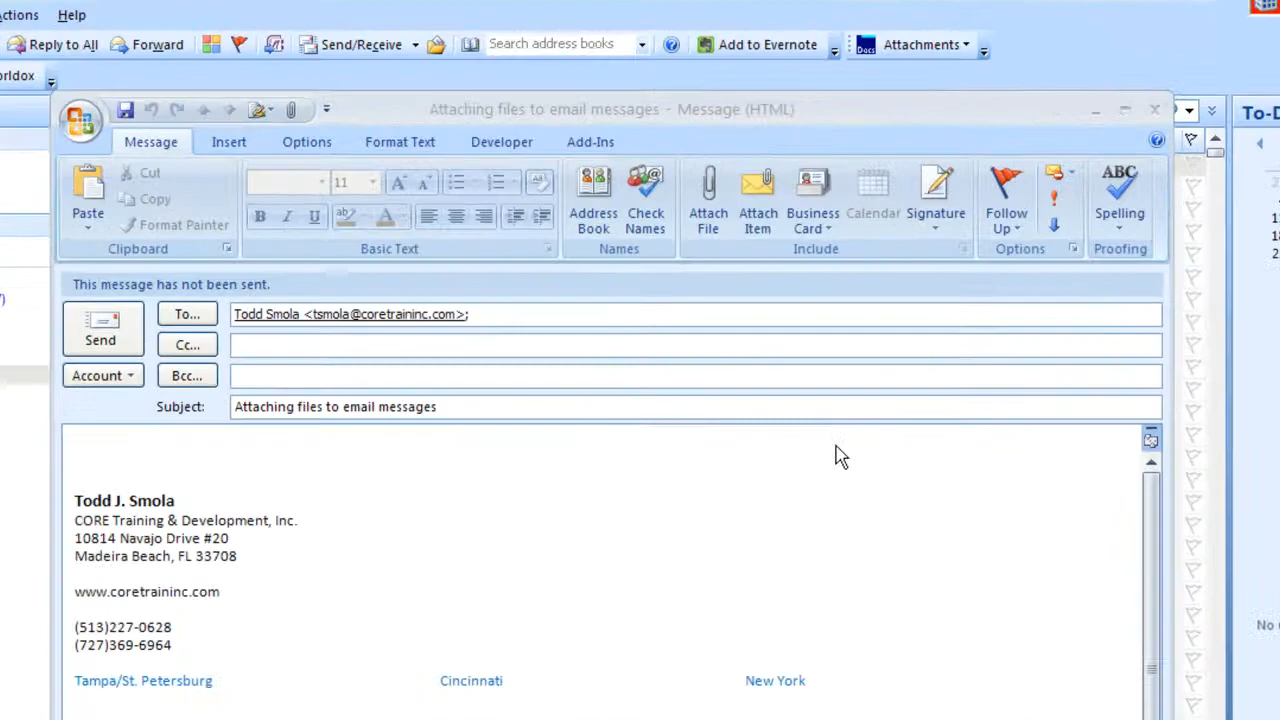 ctions Help
Reply to All Forward Send/Receive Search address books Add to Evernote Docs Attachments
orldox
Attaching files to email messages - Message (HTML)
To-D
Message Insert Options Format Text Developer Add-Ins
Paste Cut Copy Format Painter
11
B I U ab A
Address Book Check Names
Attach File Attach Item Business Card Calendar Signature
Follow Up
ABC Spelling
Clipboard Basic Text Names Include Options Proofing
This message has not been sent.
Send
To... Todd Smola <tsmola@coretraininc.com>;
Cc...
Account Bcc...
Subject: Attaching files to email messages
Todd J. Smola
CORE Training & Development, Inc.
10814 Navajo Drive #20
Madeira Beach, FL 33708
www.coretraininc.com
(513)227-0628
(727)369-6964
No
Tampa/St. Petersburg Cincinnati New York